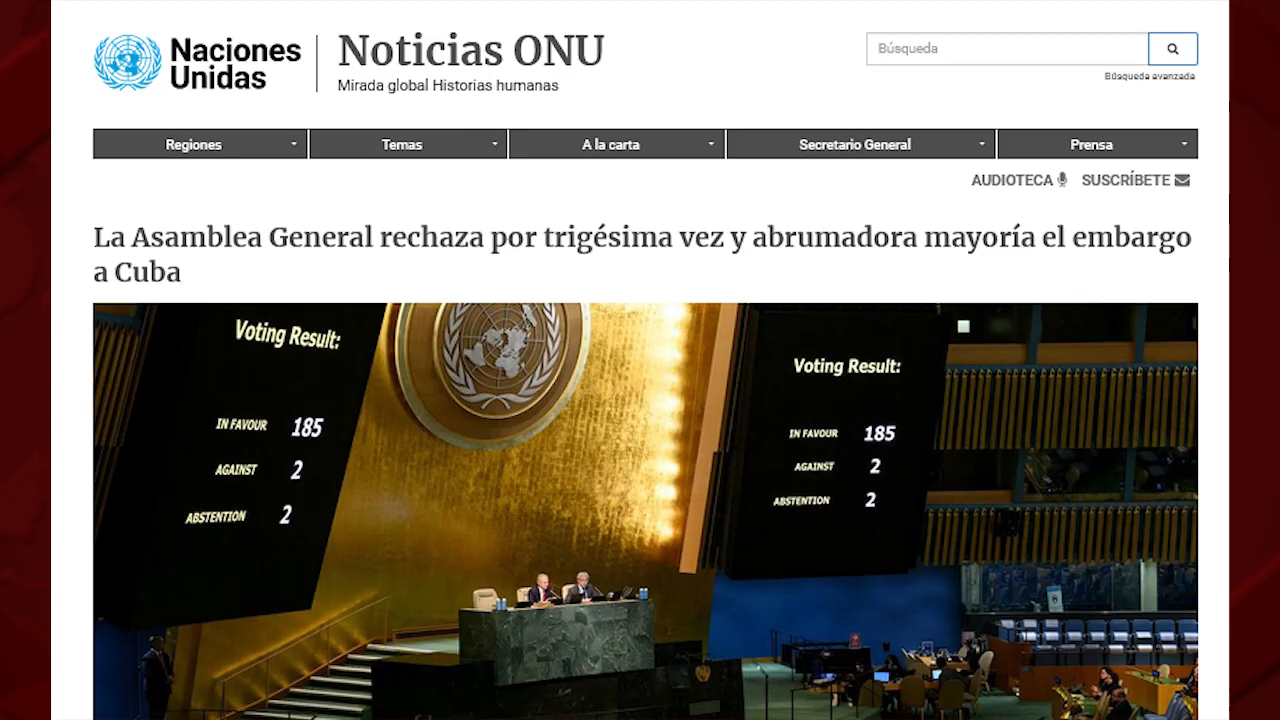 Naciones
Unidas
Noticias ONU
Mirada global Historias humanas
Búsqueda
Búsqueda avanzada
Regiones
Temas
A la carta
Secretario General
Prensa
AUDIOTECA
SUSCRÍBETE
La Asamblea General rechaza por trigésima vez y abrumadora mayoría el embargo
a Cuba
Voting Result:
IN FAVOUR 185
AGAINST 2
ABSTENTION 2
Voting Result:
IN FAVOUR 185
AGAINST 2
ABSTENTION 2